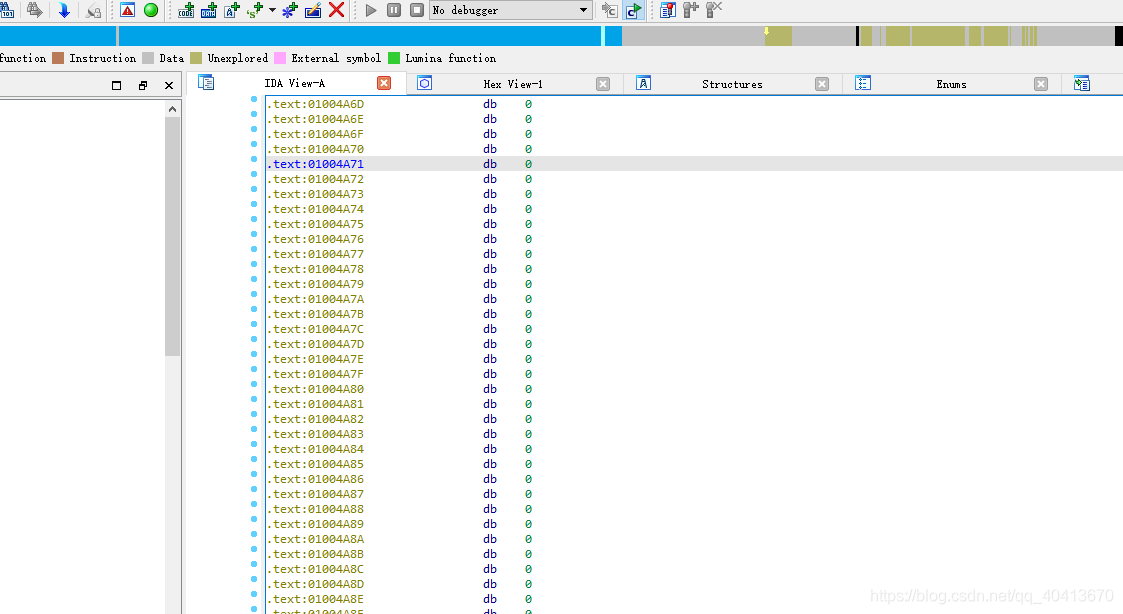 No debugger
function Instruction Data Unexplored External symbol Lumina function
IDA View-A Hex View-1 Structures Enums
.text:01004A6D db 0
.text:01004A6E db 0
.text:01004A6F db 0
.text:01004A70 db 0
.text:01004A71 db 0
.text:01004A72 db 0
.text:01004A73 db 0
.text:01004A74 db 0
.text:01004A75 db 0
.text:01004A76 db 0
.text:01004A77 db 0
.text:01004A78 db 0
.text:01004A79 db 0
.text:01004A7A db 0
.text:01004A7B db 0
.text:01004A7C db 0
.text:01004A7D db 0
.text:01004A7E db 0
.text:01004A7F db 0
.text:01004A80 db 0
.text:01004A81 db 0
.text:01004A82 db 0
.text:01004A83 db 0
.text:01004A84 db 0
.text:01004A85 db 0
.text:01004A86 db 0
.text:01004A87 db 0
.text:01004A88 db 0
.text:01004A89 db 0
.text:01004A8A db 0
.text:01004A8B db 0
.text:01004A8C db 0
.text:01004A8D db 0
.text:01004A8E db 0
https://blog.csdn.net/qq_40413670